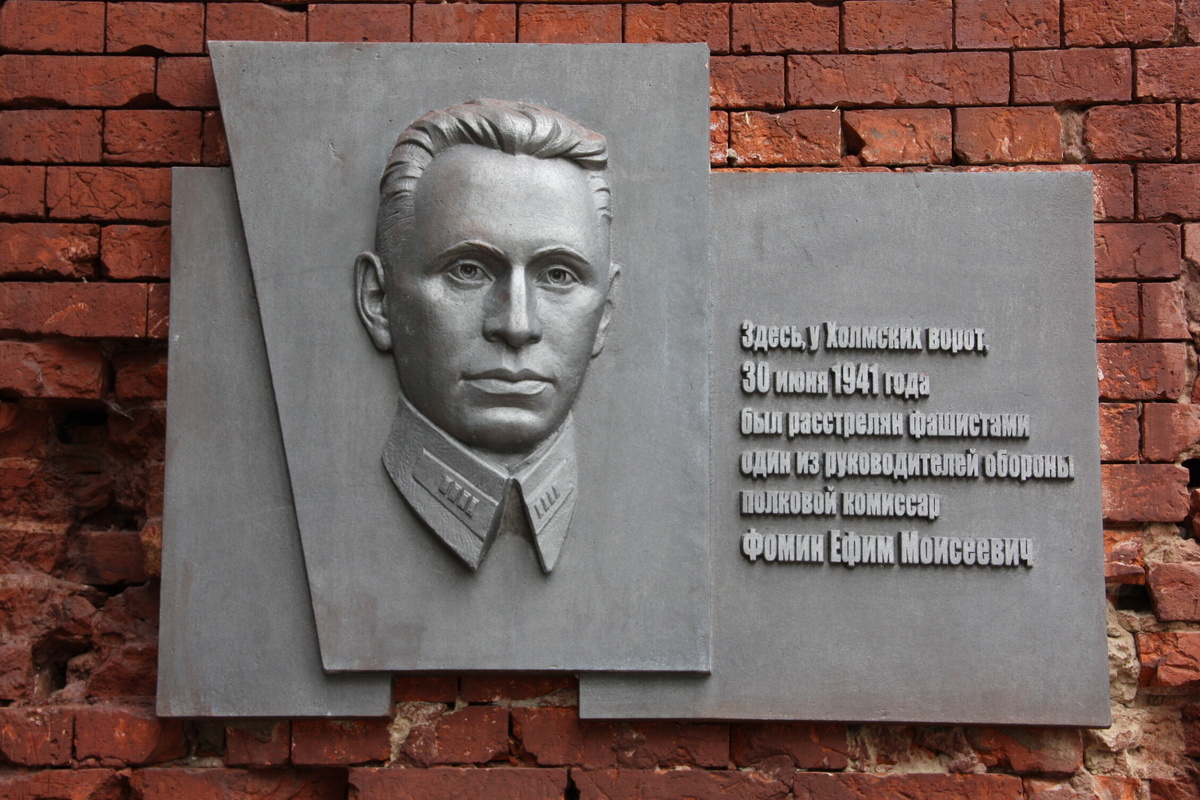 Здесь, у Холмских ворот,
30 июня 1941 года
был расстрелян фашистами
один из руководителей обороны
полковой комиссар
Фомин Ефим Моисеевич